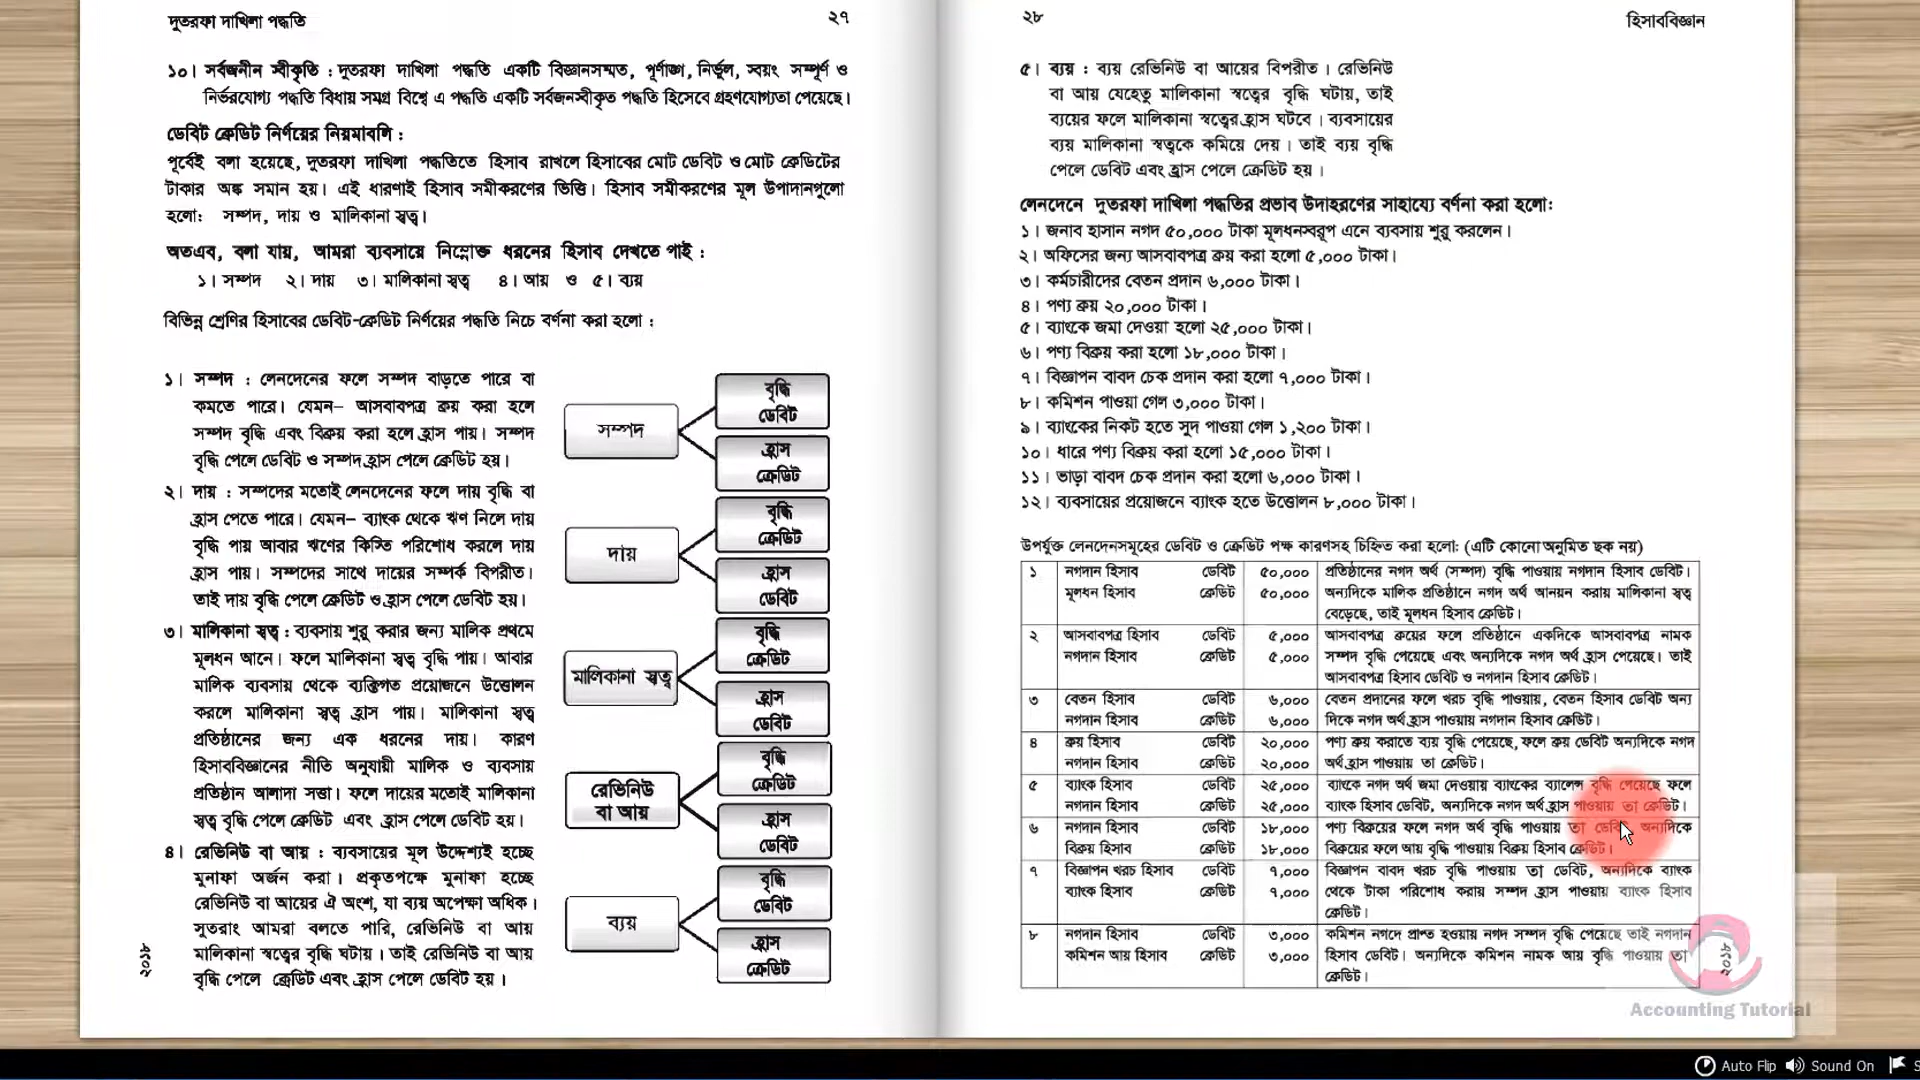 দুতরফা দাখিলা পদ্ধতি
২৭
১০। সর্বজনীন স্বীকৃতি : দুতরফা দাখিলা পদ্ধতি একটি বিজ্ঞানসম্মত, পূর্ণাঙ্গ, নির্ভুল, স্বয়ং সম্পূর্ণ ও
নির্ভরযোগ্য পদ্ধতি বিধায় সমগ্র বিশ্বে এ পদ্ধতি একটি সর্বজনস্বীকৃত পদ্ধতি হিসেবে গ্রহণযোগ্যতা পেয়েছে।
ডেবিট ক্রেডিট নির্ণয়ের নিয়মাবলি :
পূর্বেই বলা হয়েছে, দুতরফা দাখিলা পদ্ধতিতে হিসাব রাখলে হিসাবের মোট ডেবিট ও মোট ক্রেডিটের
টাকার অঙ্ক সমান হয়। এই ধারণাই হিসাব সমীকরণের ভিত্তি। হিসাব সমীকরণের মূল উপাদানগুলো
হলো: সম্পদ, দায় ও মালিকানা স্বত্ব।
অতএব, বলা যায়, আমরা ব্যবসায়ে নিম্নোক্ত ধরনের হিসাব দেখতে পাই :
১। সম্পদ ২। দায় ৩। মালিকানা স্বত্ব ৪। আয় ও ৫। ব্যয়
বিভিন্ন শ্রেণির হিসাবের ডেবিট-ক্রেডিট নির্ণয়ের পদ্ধতি নিচে বর্ণনা করা হলো :
১। সম্পদ : লেনদেনের ফলে সম্পদ বাড়তে পারে বা
কমতে পারে। যেমন– আসবাবপত্র ক্রয় করা হলে
সম্পদ বৃদ্ধি এবং বিক্রয় করা হলে হ্রাস পায়। সম্পদ
বৃদ্ধি পেলে ডেবিট ও সম্পদ হ্রাস পেলে ক্রেডিট হয়।
২। দায় : সম্পদের মতোই লেনদেনের ফলে দায় বৃদ্ধি বা
হ্রাস পেতে পারে। যেমন– ব্যাংক থেকে ঋণ নিলে দায়
বৃদ্ধি পায় আবার ঋণের কিস্তি পরিশোধ করলে দায়
হ্রাস পায়। সম্পদের সাথে দায়ের সম্পর্ক বিপরীত।
তাই দায় বৃদ্ধি পেলে ক্রেডিট ও হ্রাস পেলে ডেবিট হয়।
৩। মালিকানা স্বত্ব : ব্যবসায় শুরু করার জন্য মালিক প্রথমে
মূলধন আনে। ফলে মালিকানা স্বত্ব বৃদ্ধি পায়। আবার
মালিক ব্যবসায় থেকে ব্যক্তিগত প্রয়োজনে উত্তোলন
করলে মালিকানা স্বত্ব হ্রাস পায়। মালিকানা স্বত্ব
প্রতিষ্ঠানের জন্য এক ধরনের দায়। কারণ
হিসাববিজ্ঞানের নীতি অনুযায়ী মালিক ও ব্যবসায়
প্রতিষ্ঠান আলাদা সত্তা। ফলে দায়ের মতোই মালিকানা
স্বত্ব বৃদ্ধি পেলে ক্রেডিট এবং হ্রাস পেলে ডেবিট হয়।
৪। রেভিনিউ বা আয় : ব্যবসায়ের মূল উদ্দেশ্যই হচ্ছে
মুনাফা অর্জন করা। প্রকৃতপক্ষে মুনাফা হচ্ছে
রেভিনিউ বা আয়ের ঐ অংশ, যা ব্যয় অপেক্ষা অধিক।
সুতরাং আমরা বলতে পারি, রেভিনিউ বা আয়
মালিকানা স্বত্বের বৃদ্ধি ঘটায়। তাই রেভিনিউ বা আয়
বৃদ্ধি পেলে ক্রেডিট এবং হ্রাস পেলে ডেবিট হয়।
২০১৮
সম্পদ
বৃদ্ধি
ডেবিট
হ্রাস
ক্রেডিট
দায়
বৃদ্ধি
ক্রেডিট
হ্রাস
ডেবিট
মালিকানা স্বত্ব
বৃদ্ধি
ক্রেডিট
হ্রাস
ডেবিট
রেভিনিউ
বা আয়
বৃদ্ধি
ক্রেডিট
হ্রাস
ডেবিট
ব্যয়
বৃদ্ধি
ডেবিট
হ্রাস
ক্রেডিট
২৮
হিসাববিজ্ঞান
৫। ব্যয় : ব্যয় রেভিনিউ বা আয়ের বিপরীত। রেভিনিউ
বা আয় যেহেতু মালিকানা স্বত্বের বৃদ্ধি ঘটায়, তাই
ব্যয়ের ফলে মালিকানা স্বত্বের হ্রাস ঘটবে। ব্যবসায়ের
ব্যয় মালিকানা স্বত্বকে কমিয়ে দেয়। তাই ব্যয় বৃদ্ধি
পেলে ডেবিট এবং হ্রাস পেলে ক্রেডিট হয়।
লেনদেনে দুতরফা দাখিলা পদ্ধতির প্রভাব উদাহরণের সাহায্যে বর্ণনা করা হলো:
১। জনাব হাসান নগদ ৫০,০০০ টাকা মূলধনস্বরূপ এনে ব্যবসায় শুরু করলেন।
২। অফিসের জন্য আসবাবপত্র ক্রয় করা হলো ৫,০০০ টাকা।
৩। কর্মচারীদের বেতন প্রদান ৬,০০০ টাকা।
৪। পণ্য ক্রয় ২০,০০০ টাকা।
৫। ব্যাংকে জমা দেওয়া হলো ২৫,০০০ টাকা।
৬। পণ্য বিক্রয় করা হলো ১৮,০০০ টাকা।
৭। বিজ্ঞাপন বাবদ চেক প্রদান করা হলো ৭,০০০ টাকা।
৮। কমিশন পাওয়া গেল ৩,০০০ টাকা।
৯। ব্যাংকের নিকট হতে সুদ পাওয়া গেল ১,২০০ টাকা।
১০। ধারে পণ্য বিক্রয় করা হলো ১৫,০০০ টাকা।
১১। ভাড়া বাবদ চেক প্রদান করা হলো ৬,০০০ টাকা।
১২। ব্যবসায়ের প্রয়োজনে ব্যাংক হতে উত্তোলন ৮,০০০ টাকা।
উপর্যুক্ত লেনদেনসমূহের ডেবিট ও ক্রেডিট পক্ষ কারণসহ চিহ্নিত করা হলো: (এটি কোনো অনুমিত ছক নয়)
১ নগদান হিসাব ডেবিট ৫০,০০০ প্রতিষ্ঠানের নগদ অর্থ (সম্পদ) বৃদ্ধি পাওয়ায় নগদান হিসাব ডেবিট।
মূলধন হিসাব ক্রেডিট ৫০,০০০ অন্যদিকে মালিক প্রতিষ্ঠানে নগদ অর্থ আনয়ন করায় মালিকানা স্বত্ব
বেড়েছে, তাই মূলধন হিসাব ক্রেডিট।
২ আসবাবপত্র হিসাব ডেবিট ৫,০০০ আসবাবপত্র ক্রয়ের ফলে প্রতিষ্ঠানে একদিকে আসবাবপত্র নামক
নগদান হিসাব ক্রেডিট ৫,০০০ সম্পদ বৃদ্ধি পেয়েছে এবং অন্যদিকে নগদ অর্থ হ্রাস পেয়েছে। তাই
আসবাবপত্র হিসাব ডেবিট ও নগদান হিসাব ক্রেডিট।
৩ বেতন হিসাব ডেবিট ৬,০০০ বেতন প্রদানের ফলে খরচ বৃদ্ধি পাওয়ায়, বেতন হিসাব ডেবিট অন্য
নগদান হিসাব ক্রেডিট ৬,০০০ দিকে নগদ অর্থ হ্রাস পাওয়ায় নগদান হিসাব ক্রেডিট।
৪ ক্রয় হিসাব ডেবিট ২০,০০০ পণ্য ক্রয় করাতে ব্যয় বৃদ্ধি পেয়েছে, ফলে ক্রয় ডেবিট অন্যদিকে নগদ
নগদান হিসাব ক্রেডিট ২০,০০০ অর্থ হ্রাস পাওয়ায় তা ক্রেডিট।
৫ ব্যাংক হিসাব ডেবিট ২৫,০০০ ব্যাংকে নগদ অর্থ জমা দেওয়ায় ব্যাংকের ব্যালেন্স বৃদ্ধি পেয়েছে ফলে
নগদান হিসাব ক্রেডিট ২৫,০০০ ব্যাংক হিসাব ডেবিট, অন্যদিকে নগদ অর্থ হ্রাস পাওয়ায় তা ক্রেডিট।
৬ নগদান হিসাব ডেবিট ১৮,০০০ পণ্য বিক্রয়ের ফলে নগদ অর্থ বৃদ্ধি পাওয়ায় তা ডেবিট অন্যদিকে
বিক্রয় হিসাব ক্রেডিট ১৮,০০০ বিক্রয়ের ফলে আয় বৃদ্ধি পাওয়ায় বিক্রয় হিসাব ক্রেডিট।
৭ বিজ্ঞাপন খরচ হিসাব ডেবিট ৭,০০০ বিজ্ঞাপন বাবদ খরচ বৃদ্ধি পাওয়ায় তা ডেবিট, অন্যদিকে ব্যাংক
ব্যাংক হিসাব ক্রেডিট ৭,০০০ থেকে টাকা পরিশোধ করায় সম্পদ হ্রাস পাওয়ায় ব্যাংক হিসাব
ক্রেডিট।
৮ নগদান হিসাব ডেবিট ৩,০০০ কমিশন নগদে প্রাপ্ত হওয়ায় নগদ সম্পদ বৃদ্ধি পেয়েছে তাই নগদান
কমিশন আয় হিসাব ক্রেডিট ৩,০০০ হিসাব ডেবিট। অন্যদিকে কমিশন নামক আয় বৃদ্ধি পাওয়ায় তা
ক্রেডিট।
২০১৮
Accounting Tutorial
Auto Flip Sound On S